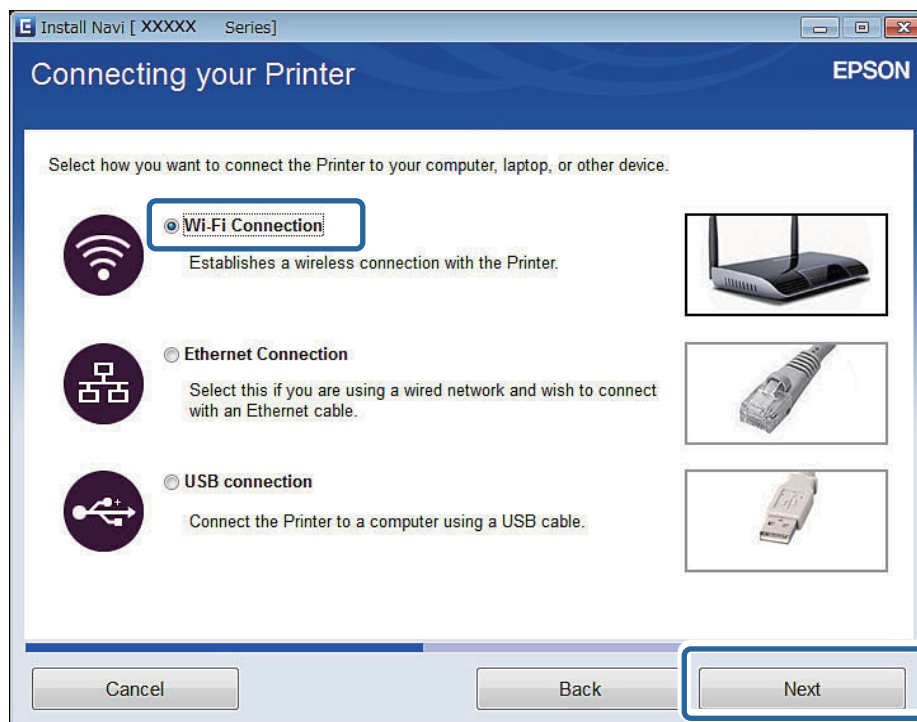 Install Navi [ XXXXX Series]
Connecting your Printer
EPSON
Select how you want to connect the Printer to your computer, laptop, or other device.
Wi-Fi Connection
Establishes a wireless connection with the Printer.
Ethernet Connection
Select this if you are using a wired network and wish to connect
with an Ethernet cable.
USB connection
Connect the Printer to a computer using a USB cable.
Cancel
Back
Next